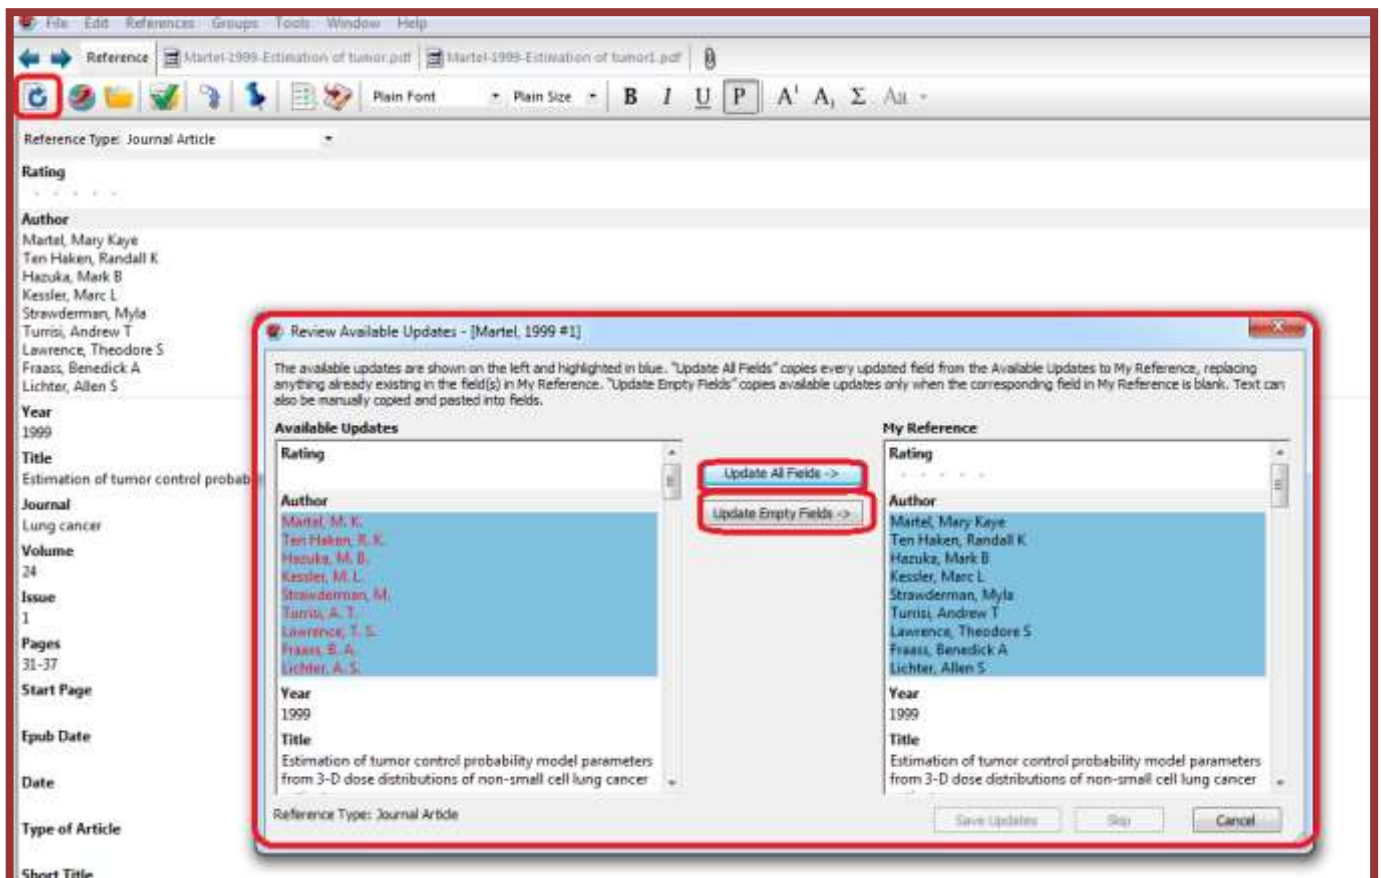 File Edit References Groups Tools Window Help
Reference Martel-1999-Estimation of tumor.pdf Martel-1999-Estimation of tumor1.pdf
Plain Font Plain Size B I U P A¹ A₁ Σ Aa
Reference Type: Journal Article
Rating
Author
Martel, Mary Kaye
Ten Haken, Randall K
Hazuka, Mark B
Kessler, Marc L
Strawderman, Myla
Turrisi, Andrew T
Lawrence, Theodore S
Fraass, Benedick A
Lichter, Allen S
Year
1999
Title
Estimation of tumor control probab
Journal
Lung cancer
Volume
24
Issue
1
Pages
31-37
Start Page
Epub Date
Date
Type of Article
Short Title
Review Available Updates - [Martel, 1999 #1]
The available updates are shown on the left and highlighted in blue. "Update All Fields" copies every updated field from the Available Updates to My Reference, replacing
anything already existing in the field(s) in My Reference. "Update Empty Fields" copies available updates only when the corresponding field in My Reference is blank. Text can
also be manually copied and pasted into fields.
Available Updates
Rating
Author
Martel, M. K.
Ten Haken, R. K.
Hazuka, M. B.
Kessler, M. L.
Strawderman, M.
Turrisi, A. T.
Lawrence, T. S.
Fraass, B. A.
Lichter, A. S.
Year
1999
Title
Estimation of tumor control probability model parameters
from 3-D dose distributions of non-small cell lung cancer
Update All Fields ->
Update Empty Fields ->
My Reference
Rating
Author
Martel, Mary Kaye
Ten Haken, Randall K
Hazuka, Mark B
Kessler, Marc L
Strawderman, Myla
Turrisi, Andrew T
Lawrence, Theodore S
Fraass, Benedick A
Lichter, Allen S
Year
1999
Title
Estimation of tumor control probability model parameters
from 3-D dose distributions of non-small cell lung cancer
Reference Type: Journal Article
Save Updates Skip Cancel